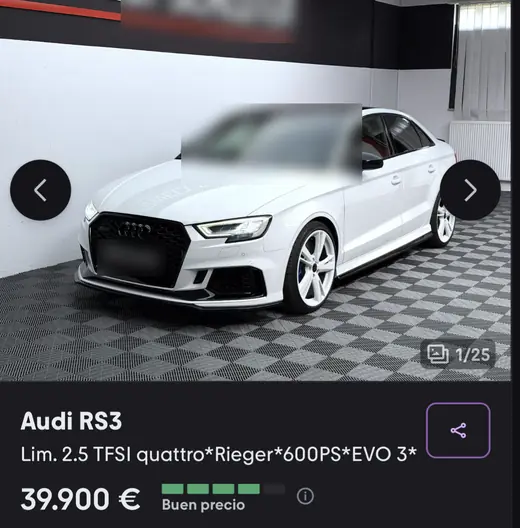 1/25
Audi RS3
Lim. 2.5 TFSI quattro*Rieger*600PS*EVO 3*
39.900 €
Buen precio